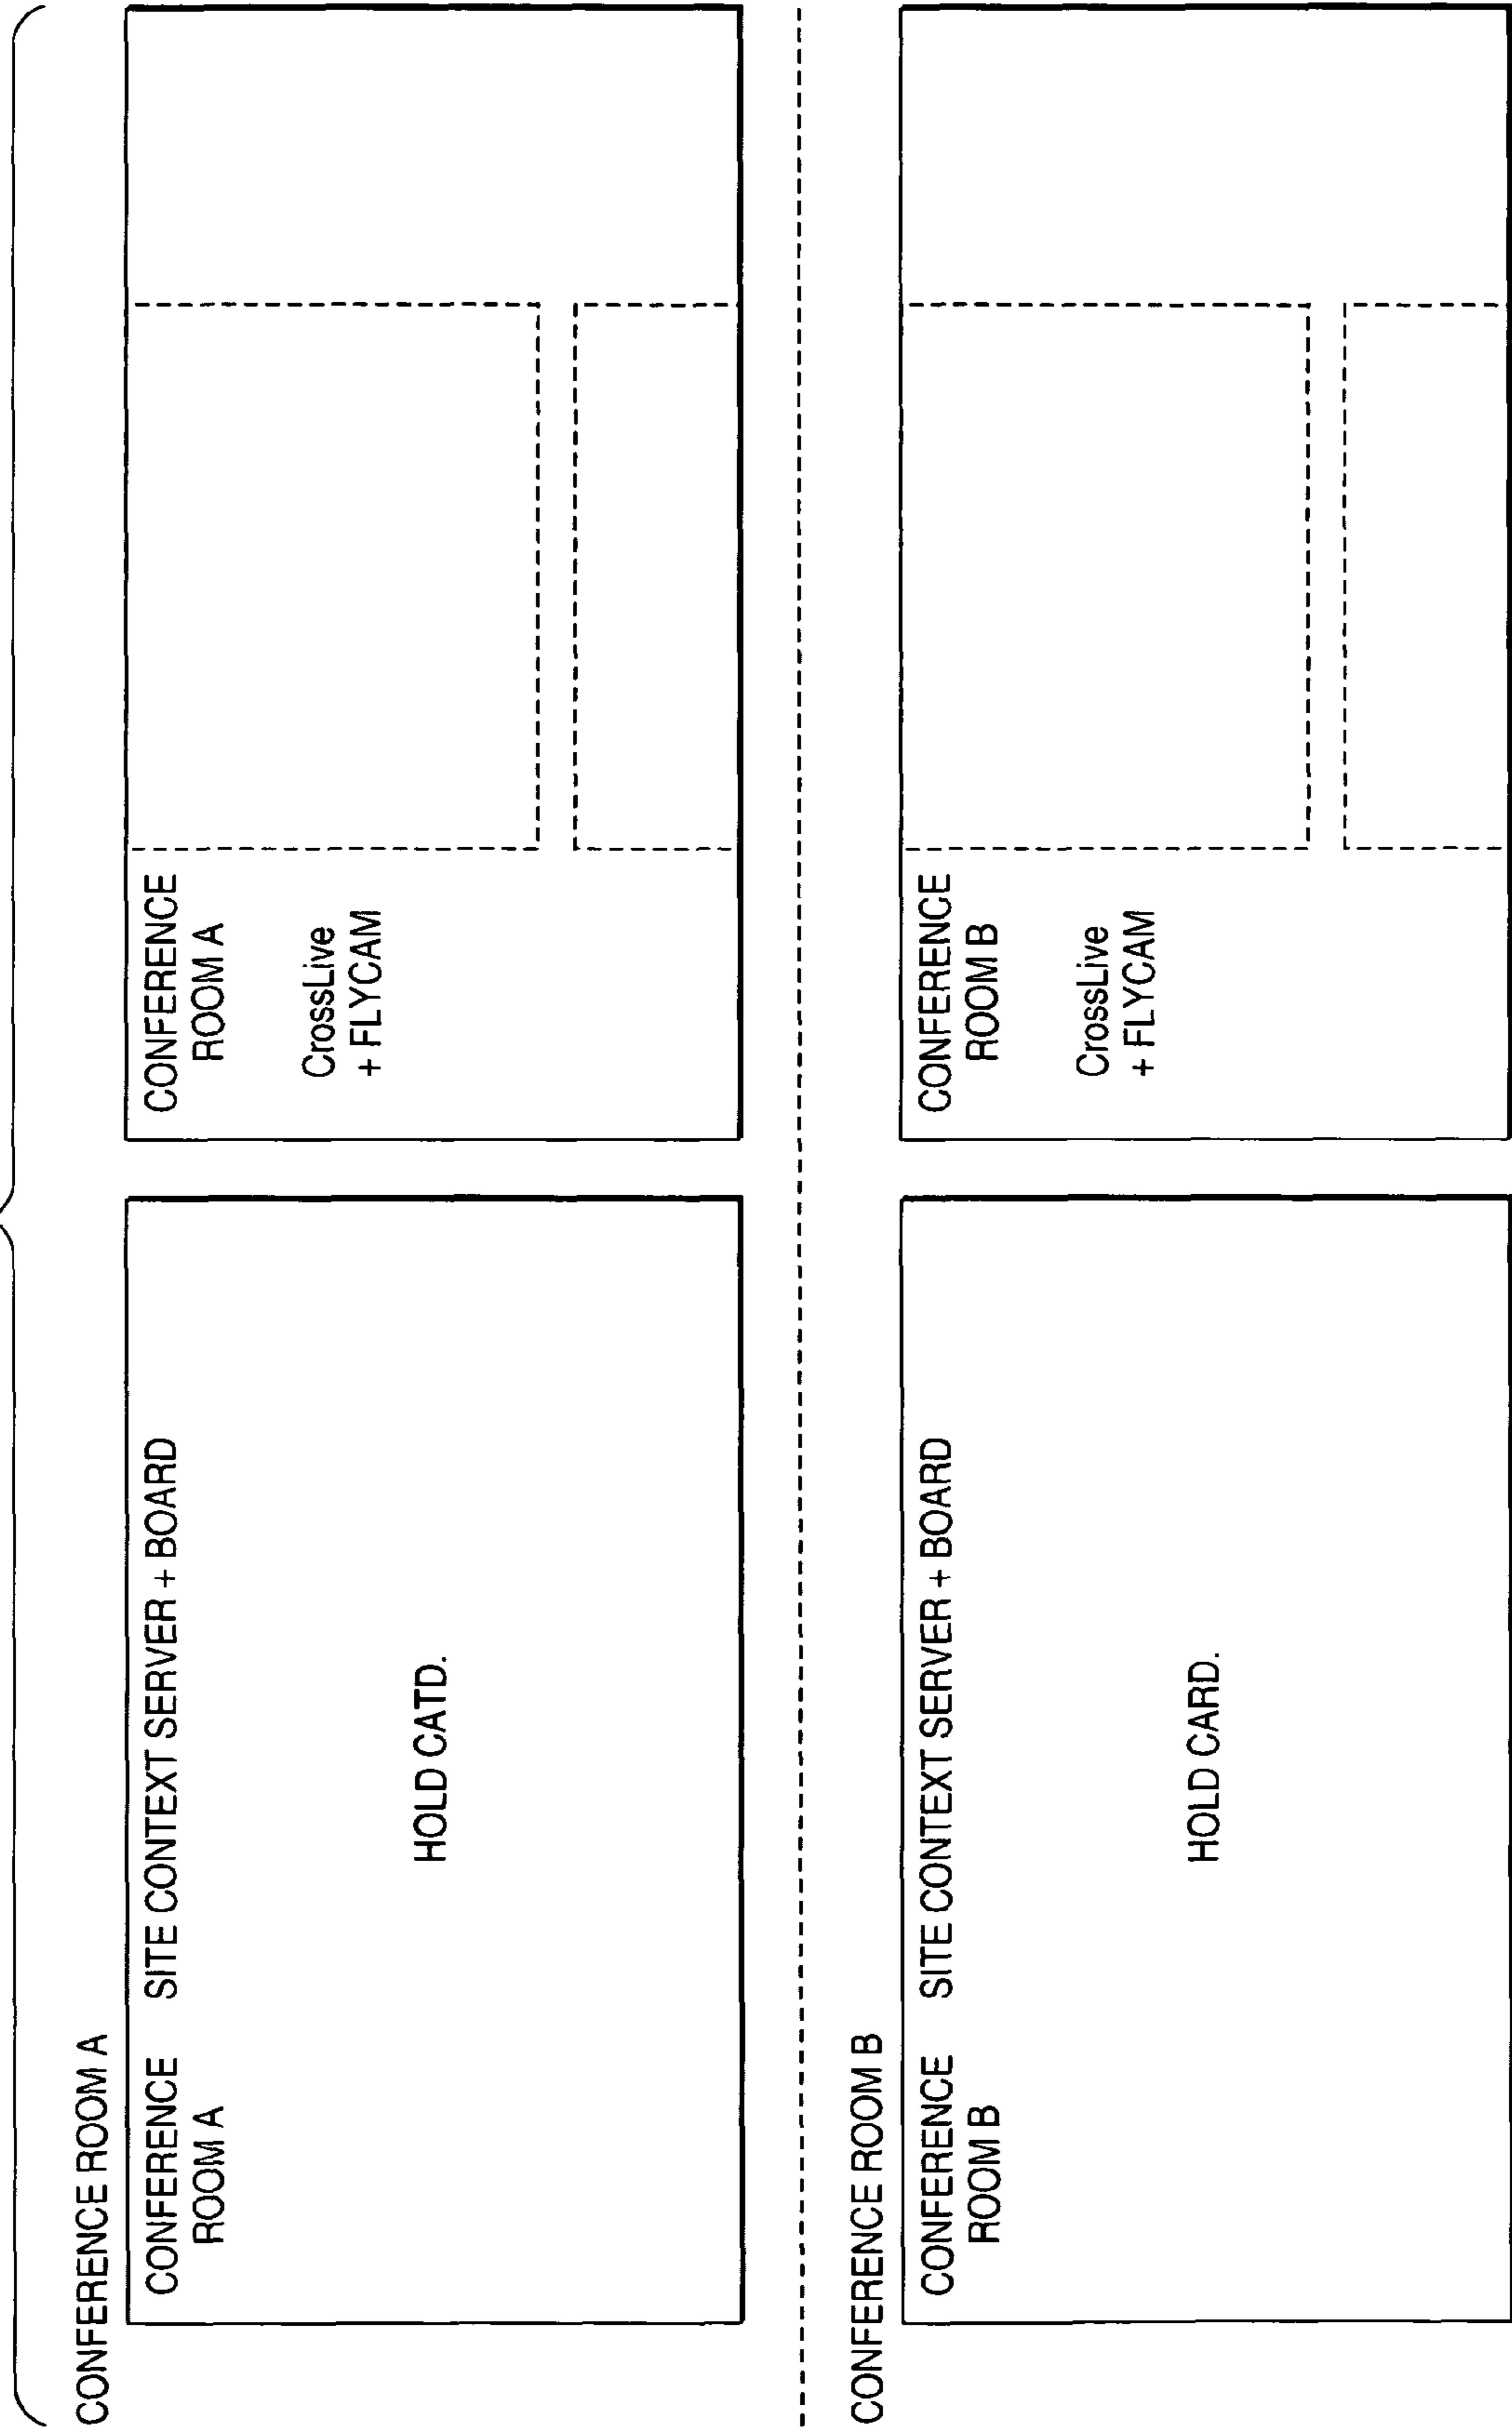 CONFERENCE ROOM A
CONFERENCE
ROOM A
SITE CONTEXT SERVER + BOARD
HOLD CATD.
CONFERENCE
ROOM A
CrossLive
+ FLYCAM
CONFERENCE ROOM B
CONFERENCE
ROOM B
SITE CONTEXT SERVER + BOARD
HOLD CARD.
CONFERENCE
ROOM B
CrossLive
+ FLYCAM